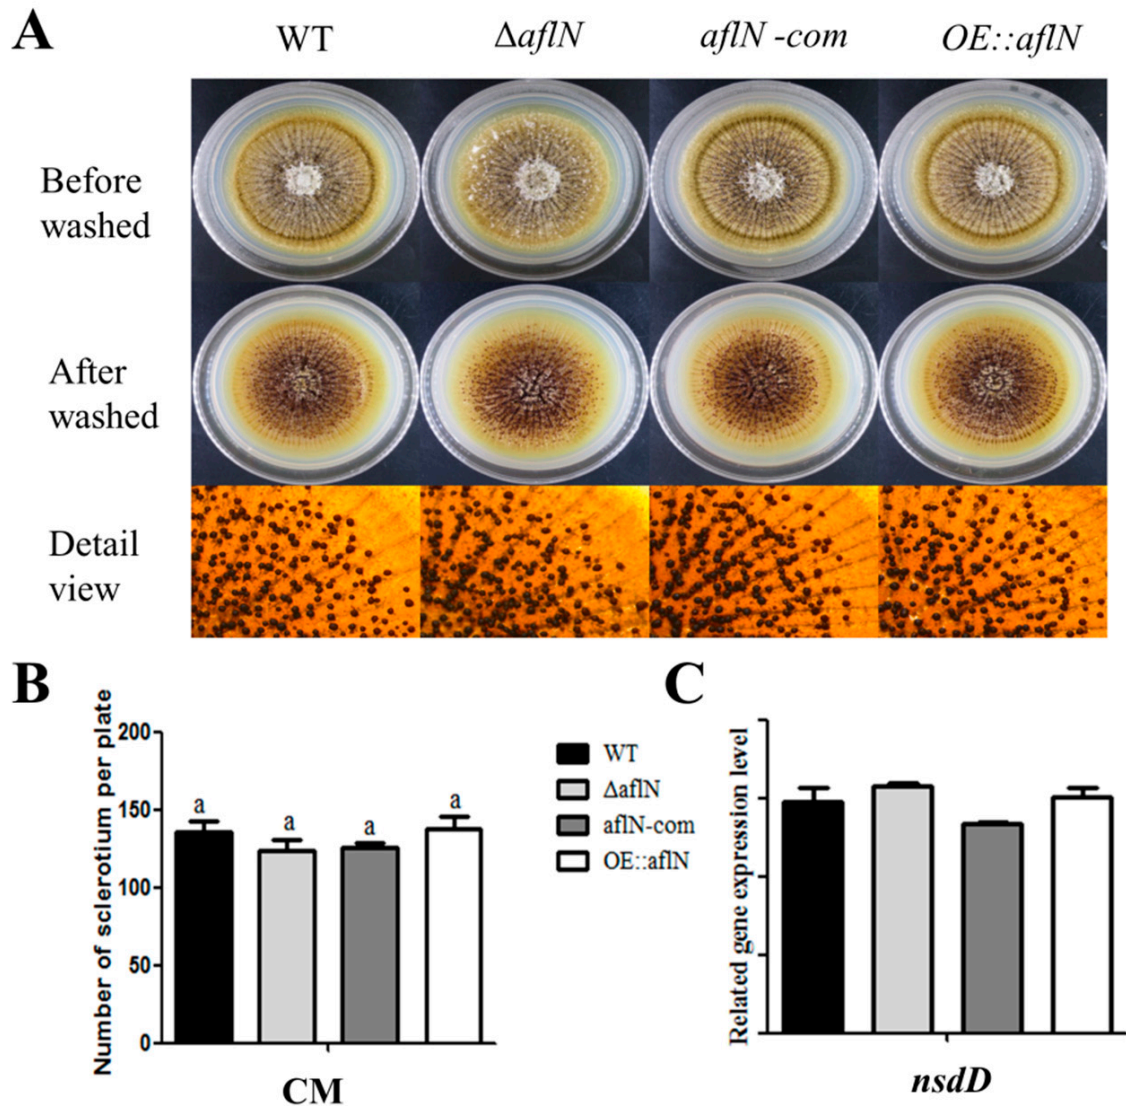 A
WT
ΔaflN
aflN -com
OE::aflN
Before
washed
After
washed
Detail
view
B
Number of sclerotium per plate
200
150
100
50
0
a
a
a
a
CM
WT
ΔaflN
aflN-com
OE::aflN
C
Related gene expression level
nsdD